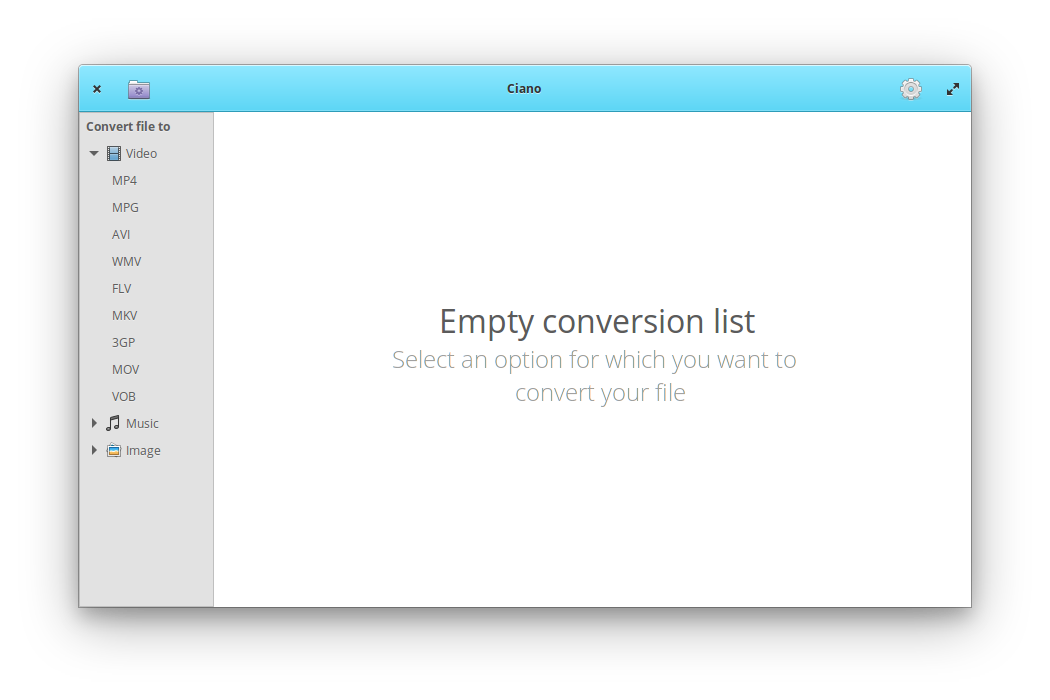 Ciano
Convert file to
Video
MP4
MPG
AVI
WMV
FLV
MKV
3GP
MOV
VOB
Music
Image
Empty conversion list
Select an option for which you want to
convert your file